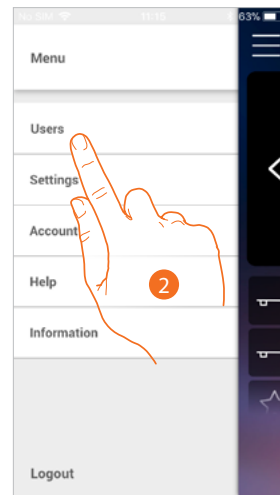 No SIM 11:15 63%
Menu
Users
Settings
Account
Help
2
Information
Logout